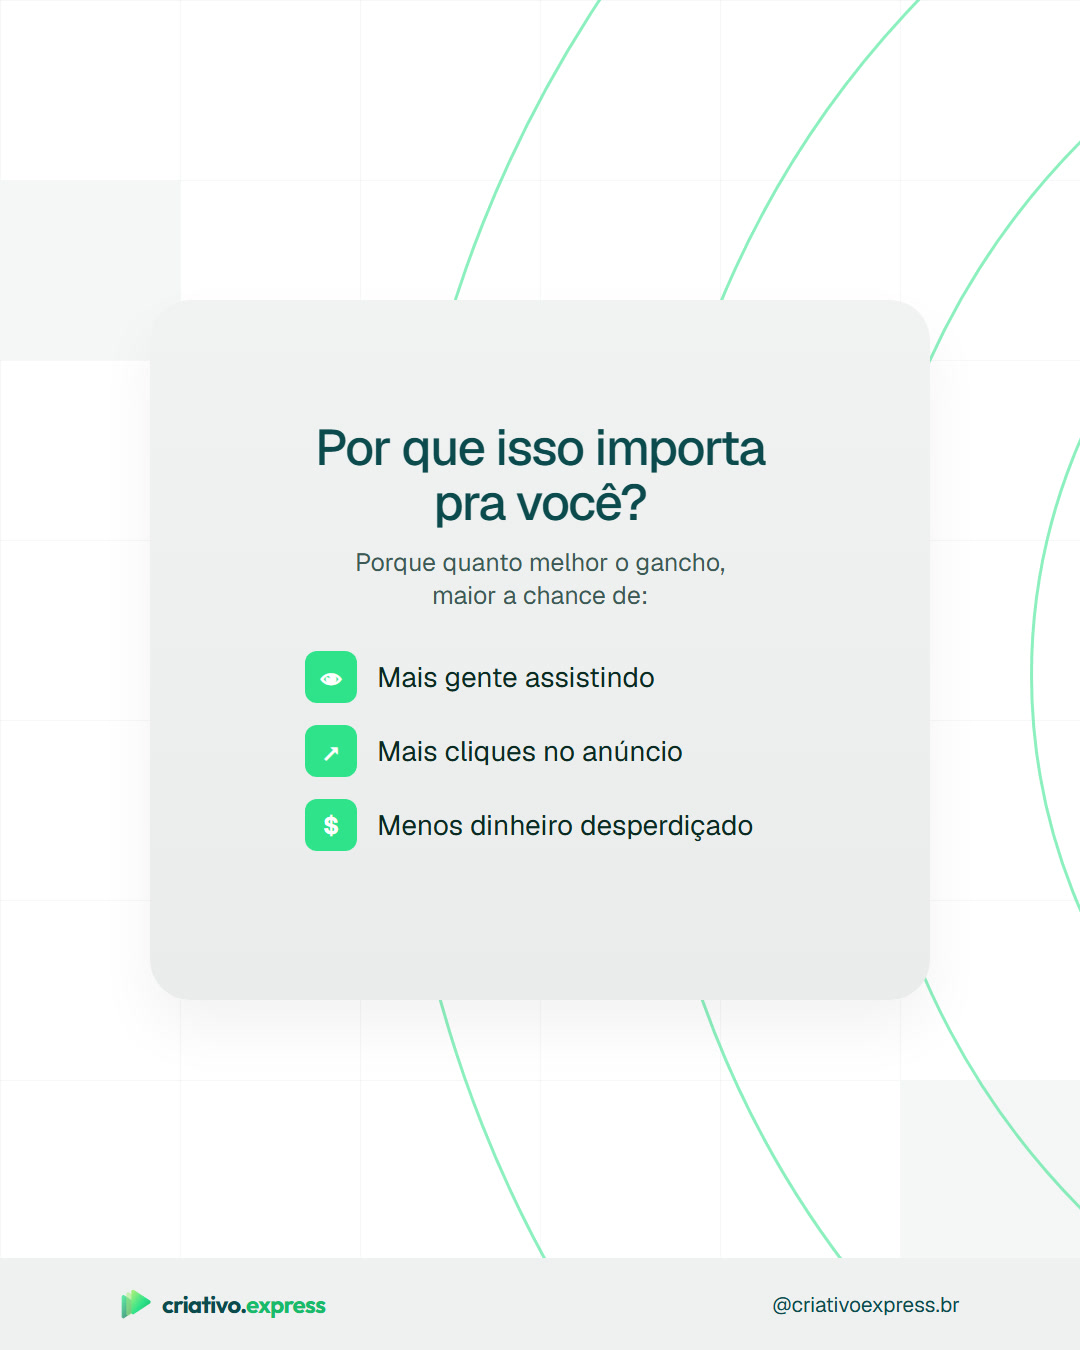 Por que isso importa
pra você?
Porque quanto melhor o gancho,
maior a chance de:
Mais gente assistindo
Mais cliques no anúncio
$ Menos dinheiro desperdiçado
criativo.express
@criativoexpress.br